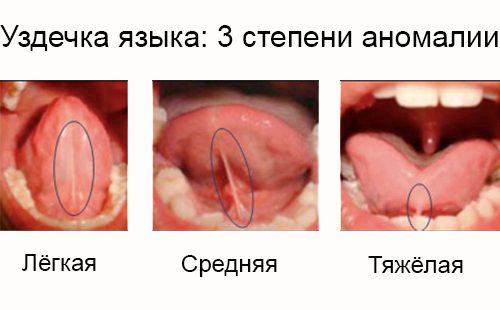 Уздечка языка: 3 степени аномалии
Лёгкая
Средняя
Тяжёлая